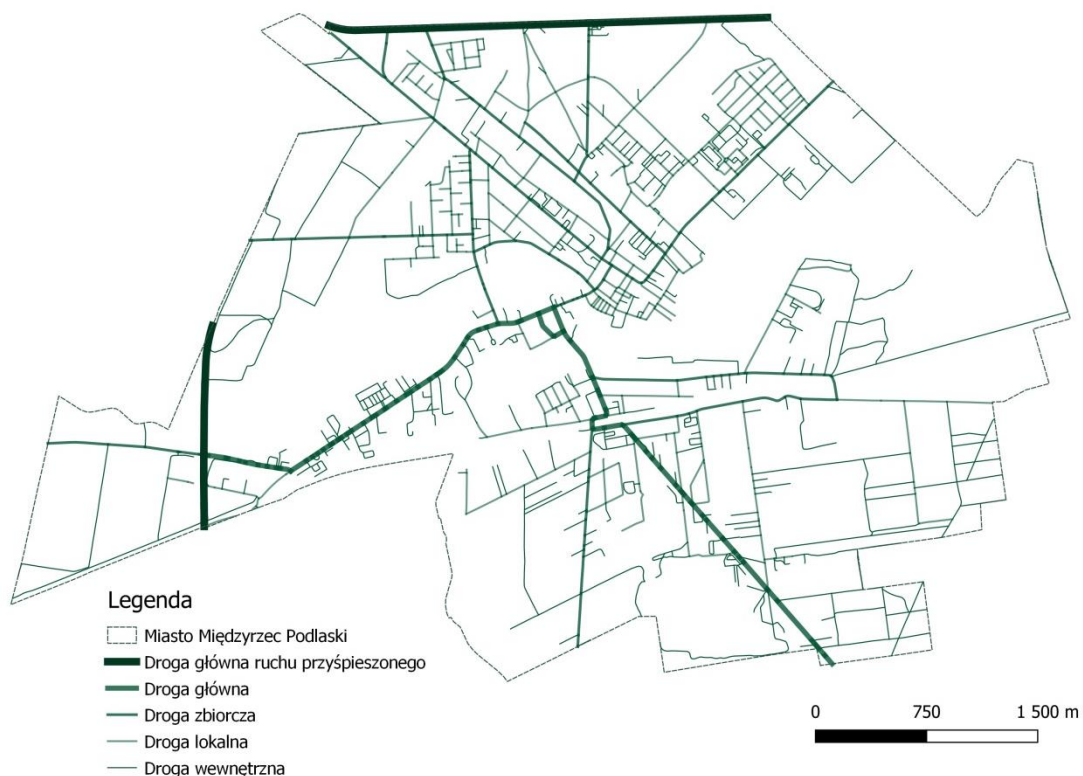 Legenda
Miasto Międzyrzec Podlaski
Droga główna ruchu przyśpieszonego
Droga główna
Droga zbiorcza
Droga lokalna
Droga wewnętrzna
0 750 1 500 m